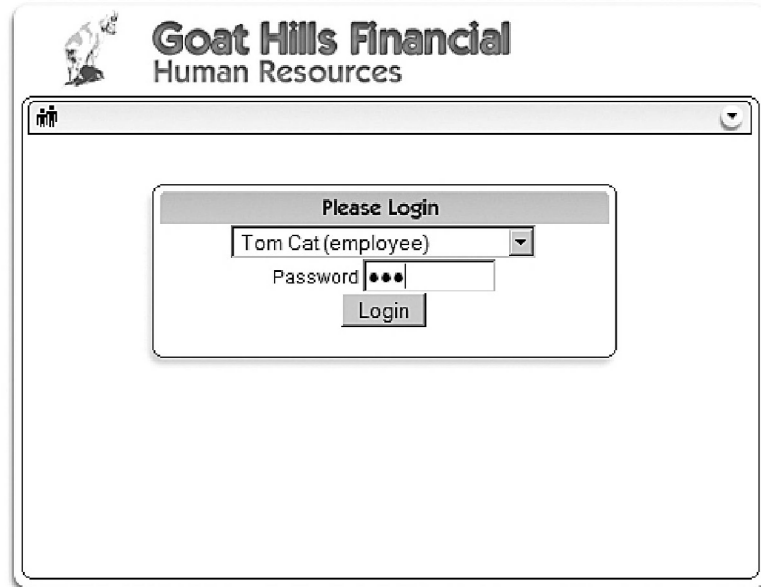 Goat Hills Financial
Human Resources
Please Login
Tom Cat (employee)
Password •••
Login